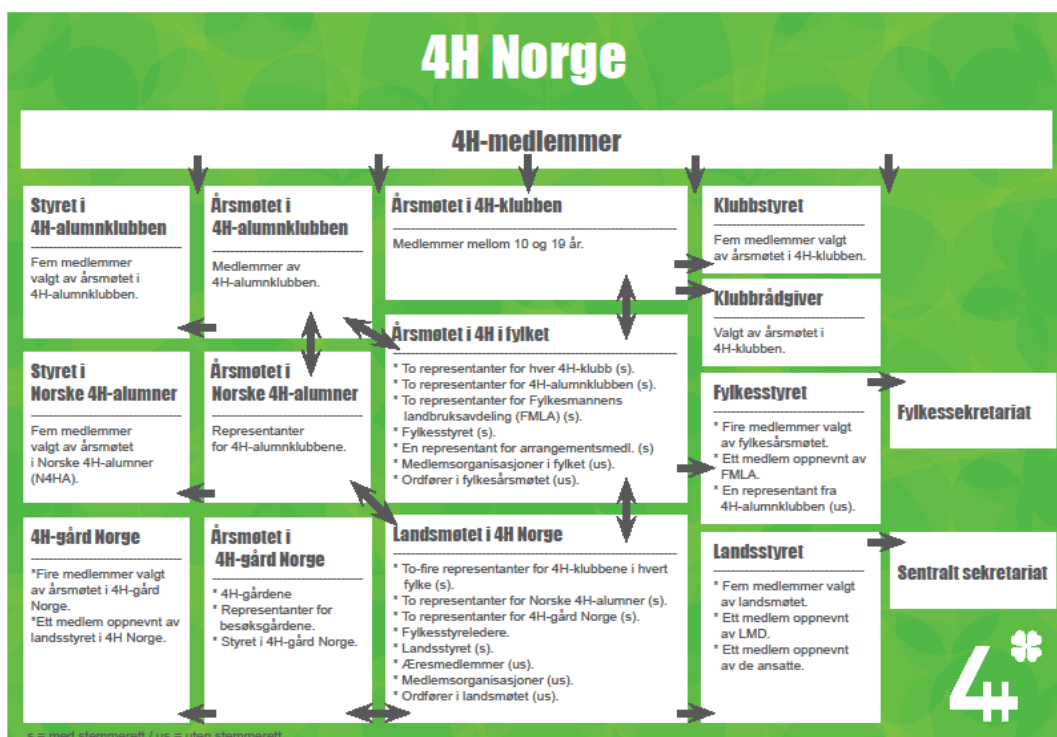 4H Norge
4H-medlemmer
Styret i
4H-alumnklubben
Fem medlemmer
valgt av årsmøtet i
4H-alumnklubben.
Årsmøtet i
4H-alumnklubben
Medlemmer av
4H-alumnklubben.
Årsmøtet i 4H-klubben
Medlemmer mellom 10 og 19 år.
Klubbstyret
Fem medlemmer valgt
av årsmøtet i 4H-klubben.
Klubbrådgiver
Valgt av årsmøtet i
4H-klubben.
Styret i
Norske 4H-alumner
Fem medlemmer
valgt av årsmøtet
i Norske 4H-alumner
(N4HA).
Årsmøtet i
Norske 4H-alumner
Representanter
for 4H-alumnklubbene.
Årsmøtet i 4H i fylket
* To representanter for hver 4H-klubb (s).
* To representanter for 4H-alumnklubben (s).
* To representanter for Fylkesmannens
landbruksavdeling (FMLA) (s).
* Fylkesstyret (s).
* En representant for arrangementsmedl. (s)
* Medlemsorganisasjoner i fylket (us).
* Ordfører i fylkesårsmøtet (us).
Fylkesstyret
* Fire medlemmer valgt
av fylkesårsmøtet.
* Ett medlem oppnevnt av
FMLA.
* En representant fra
4H-alumnklubben (us).
Fylkessekretariat
4H-gård Norge
*Fire medlemmer valgt
av årsmøtet i 4H-gård
Norge.
*Ett medlem oppnevnt av
landsstyret i 4H Norge.
Årsmøtet i
4H-gård Norge
* 4H-gårdene
* Representanter for
besøksgårdene.
* Styret i 4H-gård Norge.
Landsmøtet i 4H Norge
* To-fire representanter for 4H-klubbene i hvert
fylke (s).
* To representanter for Norske 4H-alumner (s).
* To representanter for 4H-gård Norge (s).
* Fylkesstyreledere.
* Landsstyret (s).
* Æresmedlemmer (us).
* Medlemsorganisasjoner (us).
* Ordfører i landsmøtet (us).
Landsstyret
* Fem medlemmer valgt
av landsmøtet.
* Ett medlem oppnevnt
av LMD.
* Ett medlem oppnevnt
av de ansatte.
Sentralt sekretariat
4H
s = med stemmerett / us = uten stemmerett